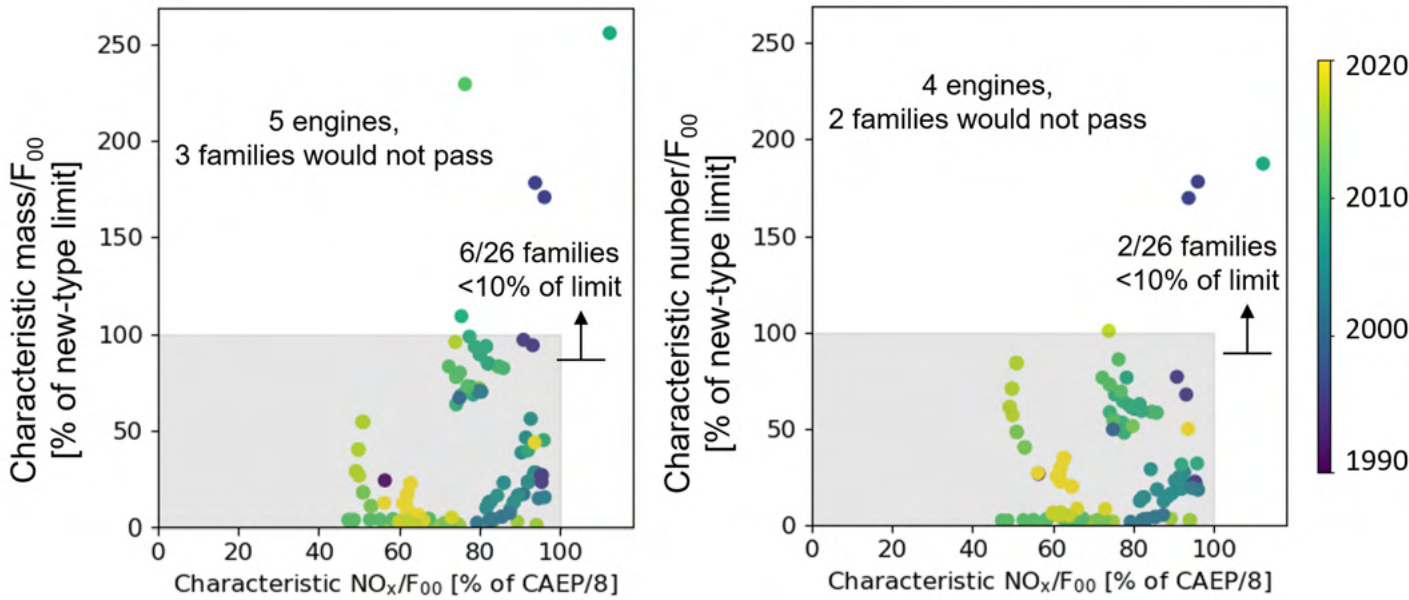 Characteristic mass/F₀₀
[% of new-type limit]
250
200
150
100
50
0
5 engines,
3 families would not pass
6/26 families
<10% of limit
0 20 40 60 80 100
Characteristic NOₓ/F₀₀ [% of CAEP/8]
Characteristic number/F₀₀
[% of new-type limit]
250
200
150
100
50
0
4 engines,
2 families would not pass
2/26 families
<10% of limit
0 20 40 60 80 100
Characteristic NOₓ/F₀₀ [% of CAEP/8]
2020
2010
2000
1990